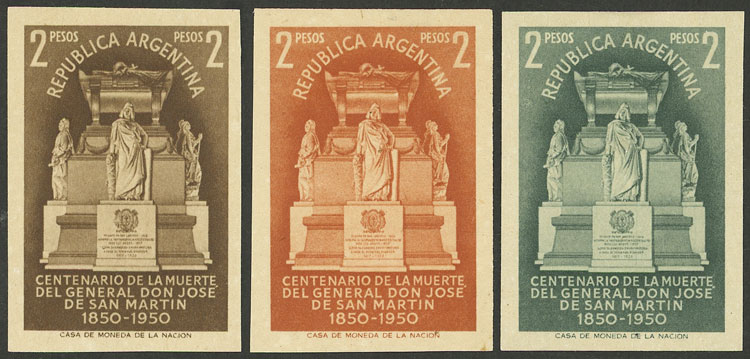 2 PESOS PESOS 2
REPUBLICA ARGENTINA
CENTENARIO DE LA MUERTE
DEL GENERAL DON JOSE
DE SAN MARTIN
1850-1950
CASA DE MONEDA DE LA NACION
2 PESOS PESOS 2
REPUBLICA ARGENTINA
CENTENARIO DE LA MUERTE
DEL GENERAL DON JOSE
DE SAN MARTIN
1850-1950
CASA DE MONEDA DE LA NACION
2 PESOS PESOS 2
REPUBLICA ARGENTINA
CENTENARIO DE LA MUERTE
DEL GENERAL DON JOSE
DE SAN MARTIN
1850-1950
CASA DE MONEDA DE LA NACION